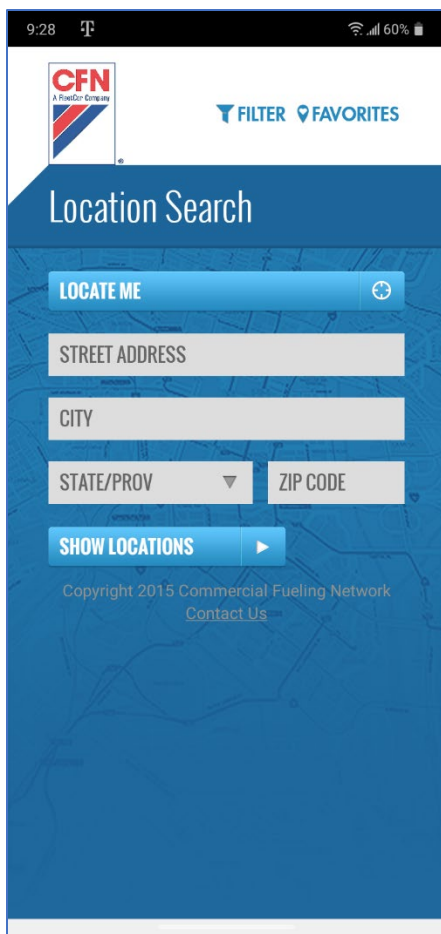 9:28 60%
CFN
A FleetCor Company
®
FILTER FAVORITES
Location Search
LOCATE ME
STREET ADDRESS
CITY
STATE/PROV ZIP CODE
SHOW LOCATIONS
Copyright 2015 Commercial Fueling Network
Contact Us